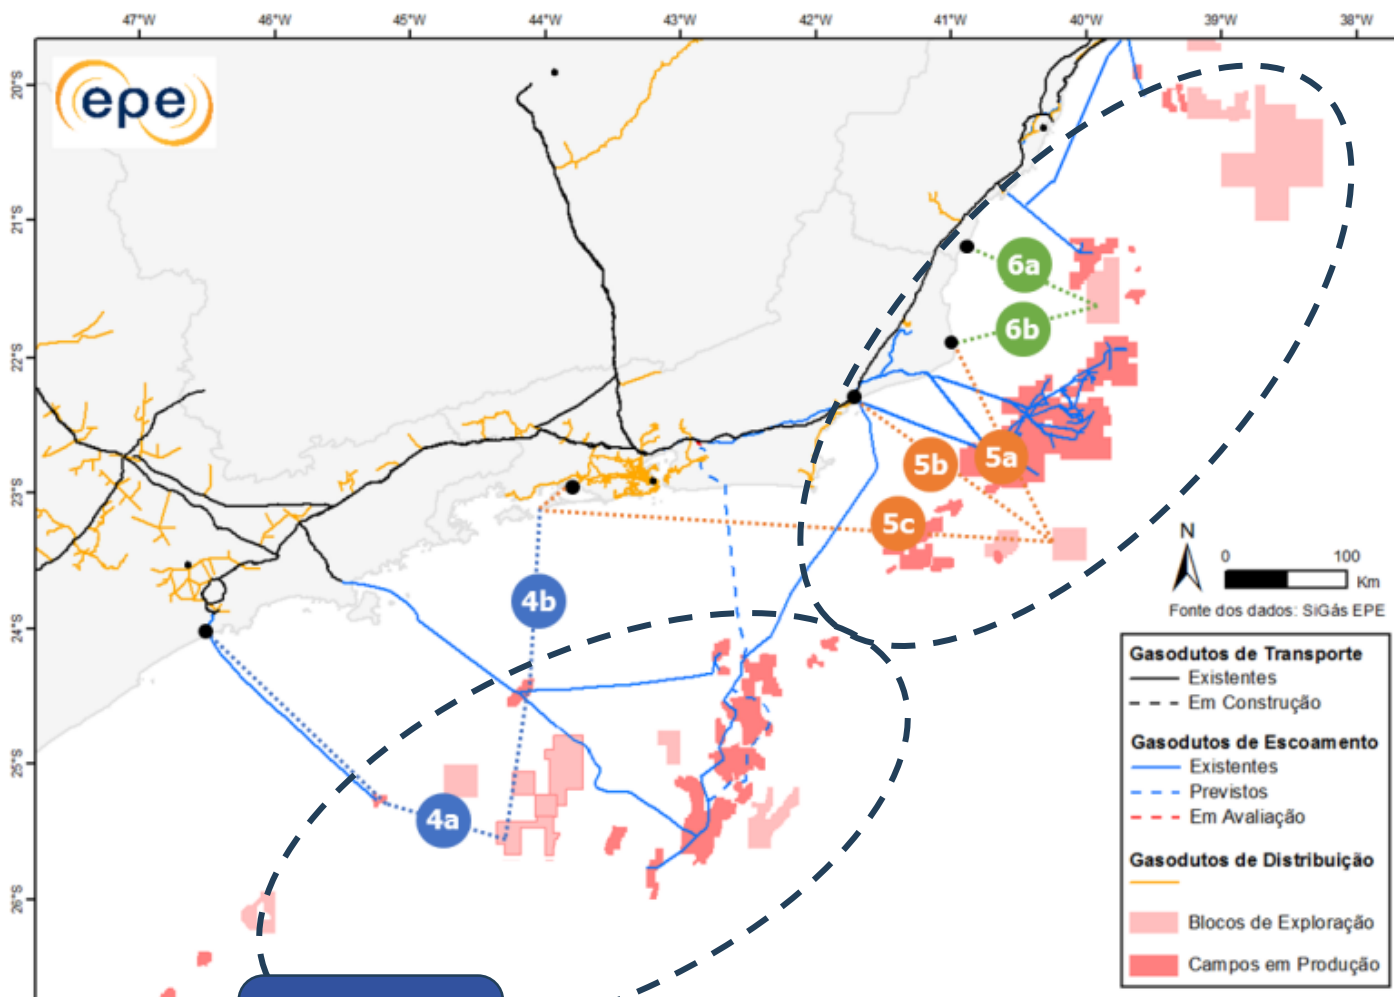 47°W 46°W 45°W 44°W 43°W 42°W 41°W 40°W 39°W 38°W
20°S
21°S
22°S
23°S
24°S
25°S
26°S
epe
6a
6b
5b
5a
5c
4b
4a
N
0 100
Km
Fonte dos dados: SiGás EPE
Gasodutos de Transporte
Existentes
Em Construção
Gasodutos de Escoamento
Existentes
Previstos
Em Avaliação
Gasodutos de Distribuição
Blocos de Exploração
Campos em Produção